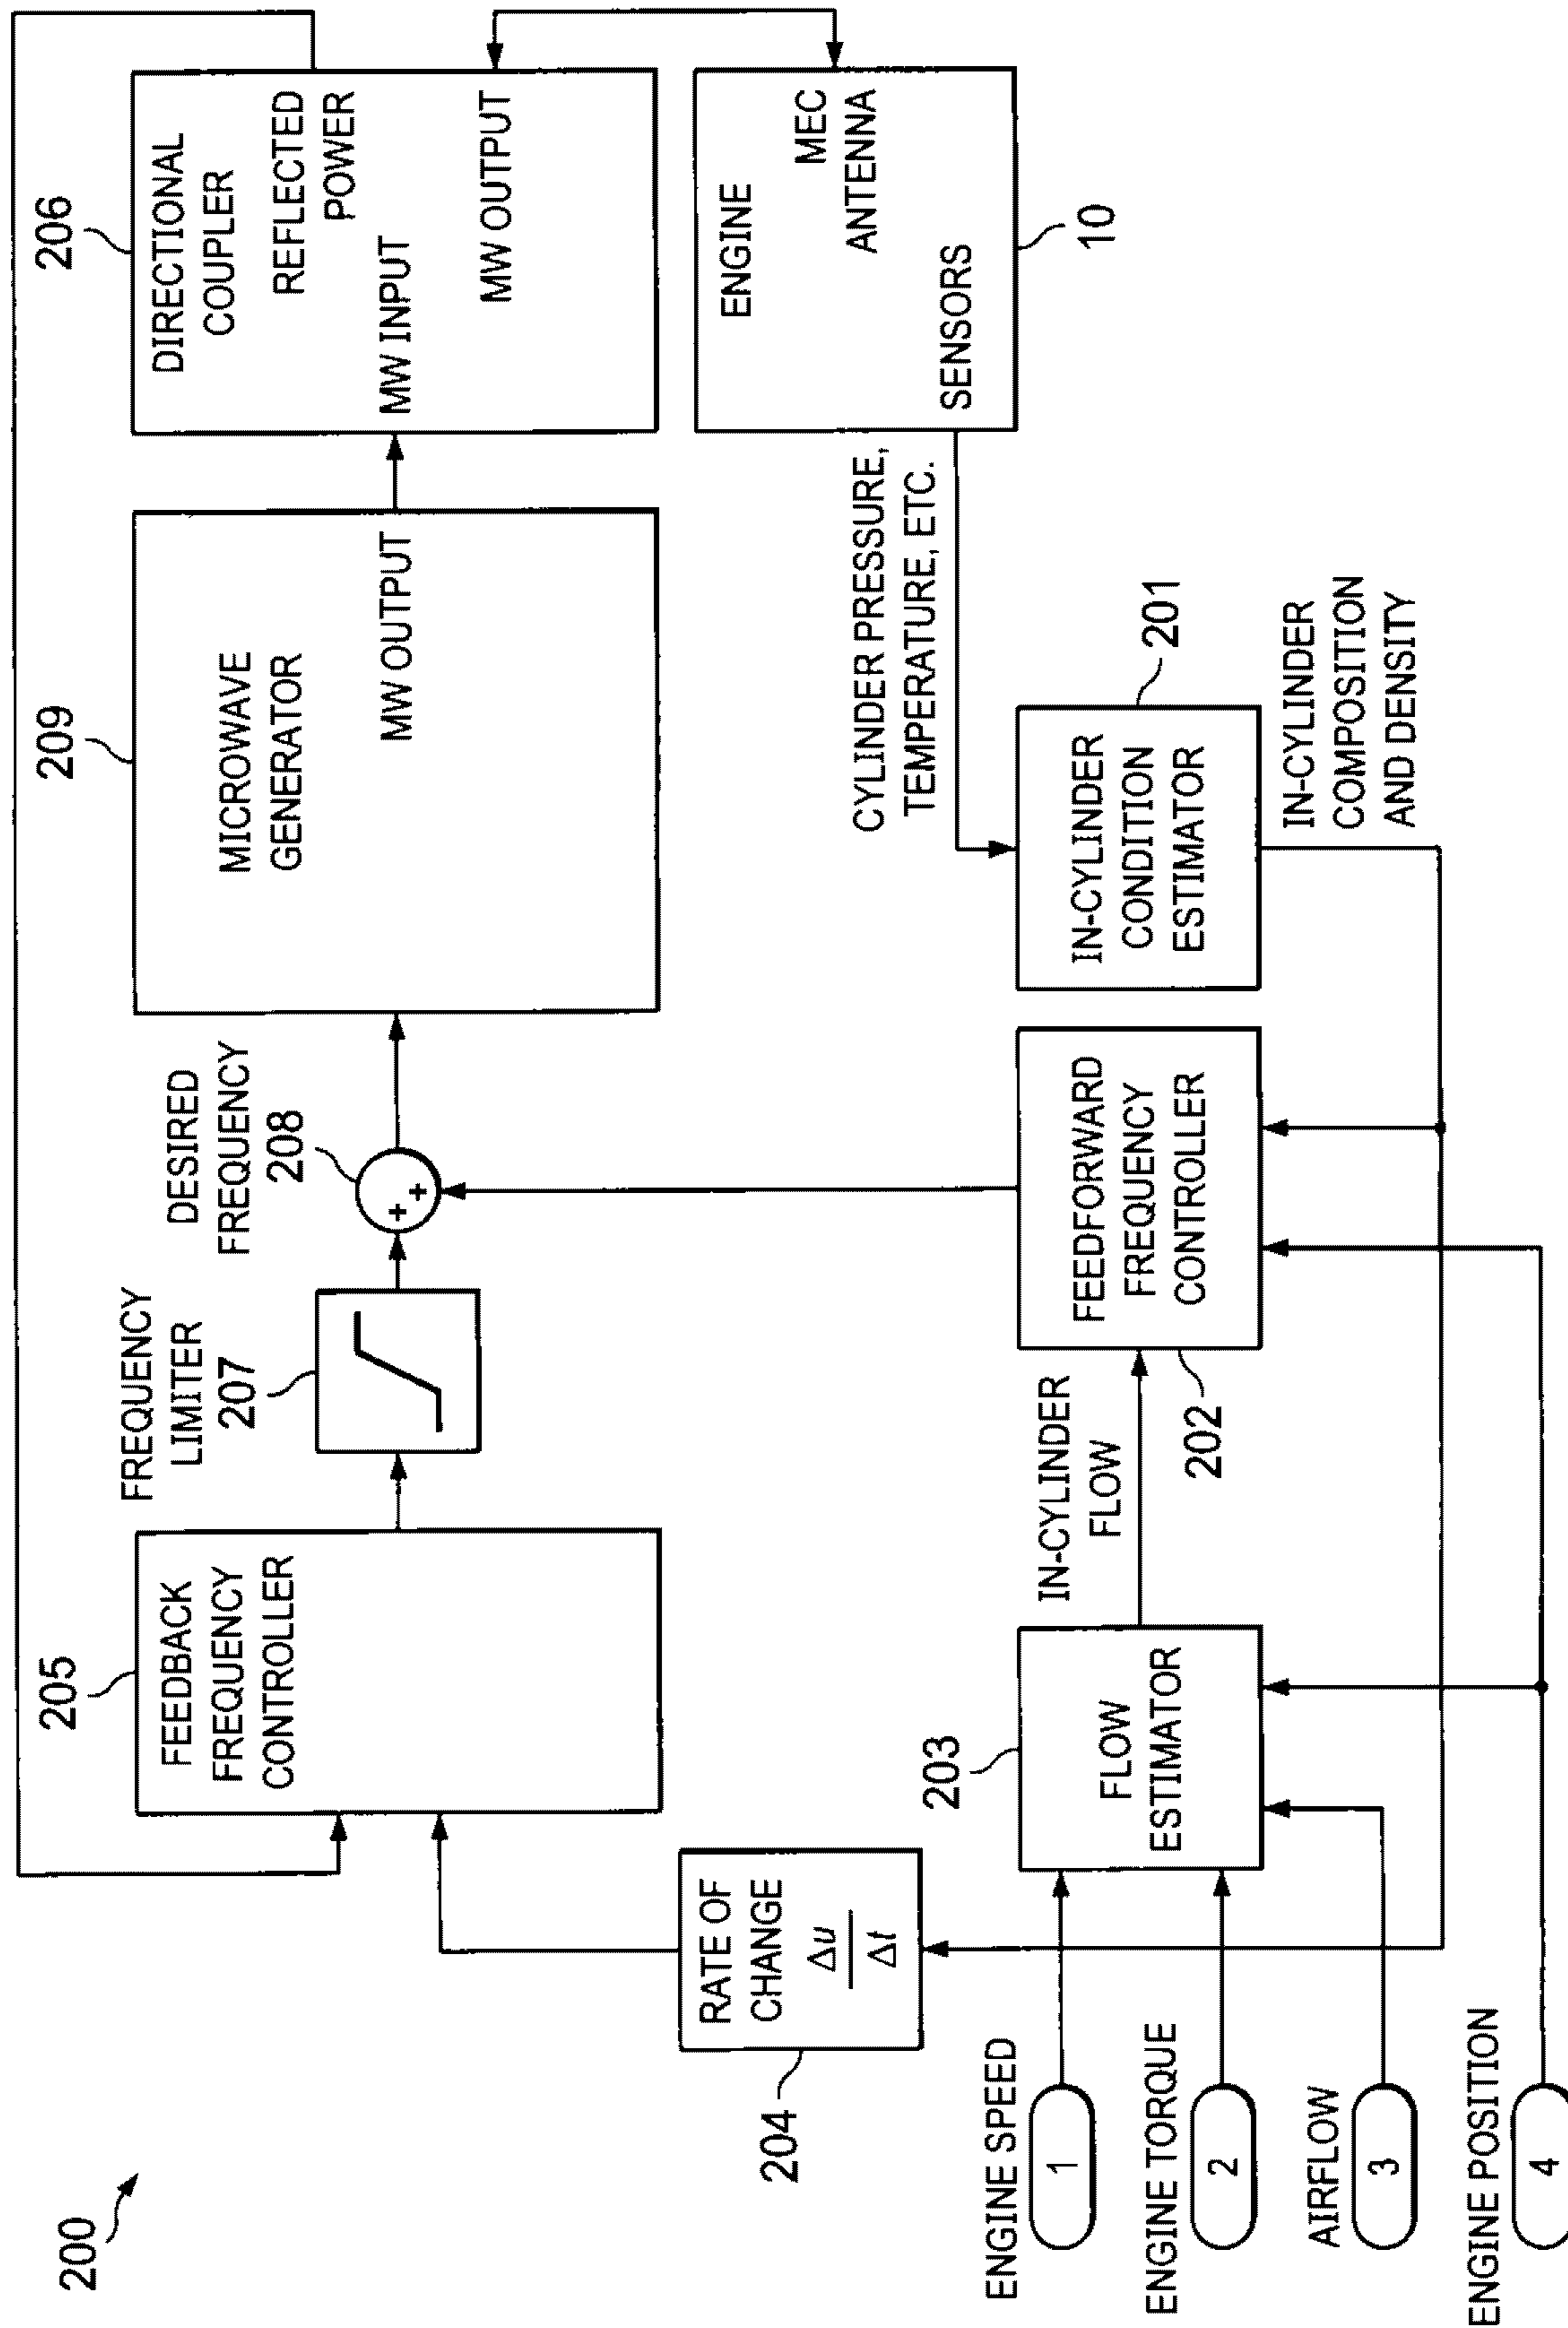 200
205
FEEDBACK
FREQUENCY
CONTROLLER
FREQUENCY
LIMITER
207
DESIRED
FREQUENCY
208
+
+
209
MICROWAVE
GENERATOR
MW OUTPUT
206
DIRECTIONAL
COUPLER
REFLECTED
POWER
MW INPUT
MW OUTPUT
ENGINE
MEC
ANTENNA
SENSORS
10
CYLINDER PRESSURE,
TEMPERATURE, ETC.
RATE OF
CHANGE
Δu
Δt
204
ENGINE SPEED
1
ENGINE TORQUE
2
AIRFLOW
3
ENGINE POSITION
4
203
FLOW
ESTIMATOR
IN-CYLINDER
FLOW
202
FEEDFORWARD
FREQUENCY
CONTROLLER
IN-CYLINDER
CONDITION
ESTIMATOR
201
IN-CYLINDER
COMPOSITION
AND DENSITY